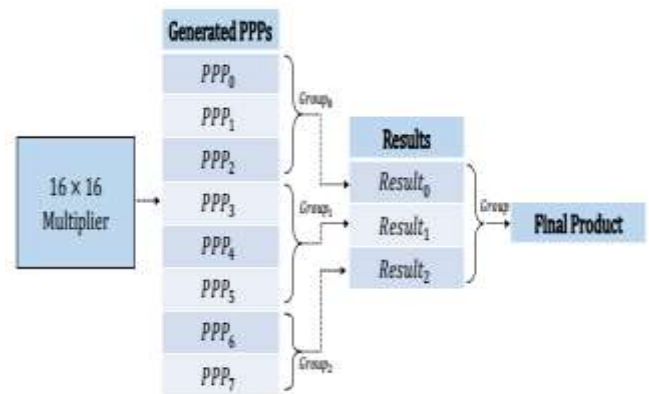 Generated PPPs
PPP₀
PPP₁
PPP₂
PPP₃
PPP₄
PPP₅
PPP₆
PPP₇
16 × 16
Multiplier
Group₀
Group₁
Group₂
Results
Result₀
Result₁
Result₂
Group
Final Product